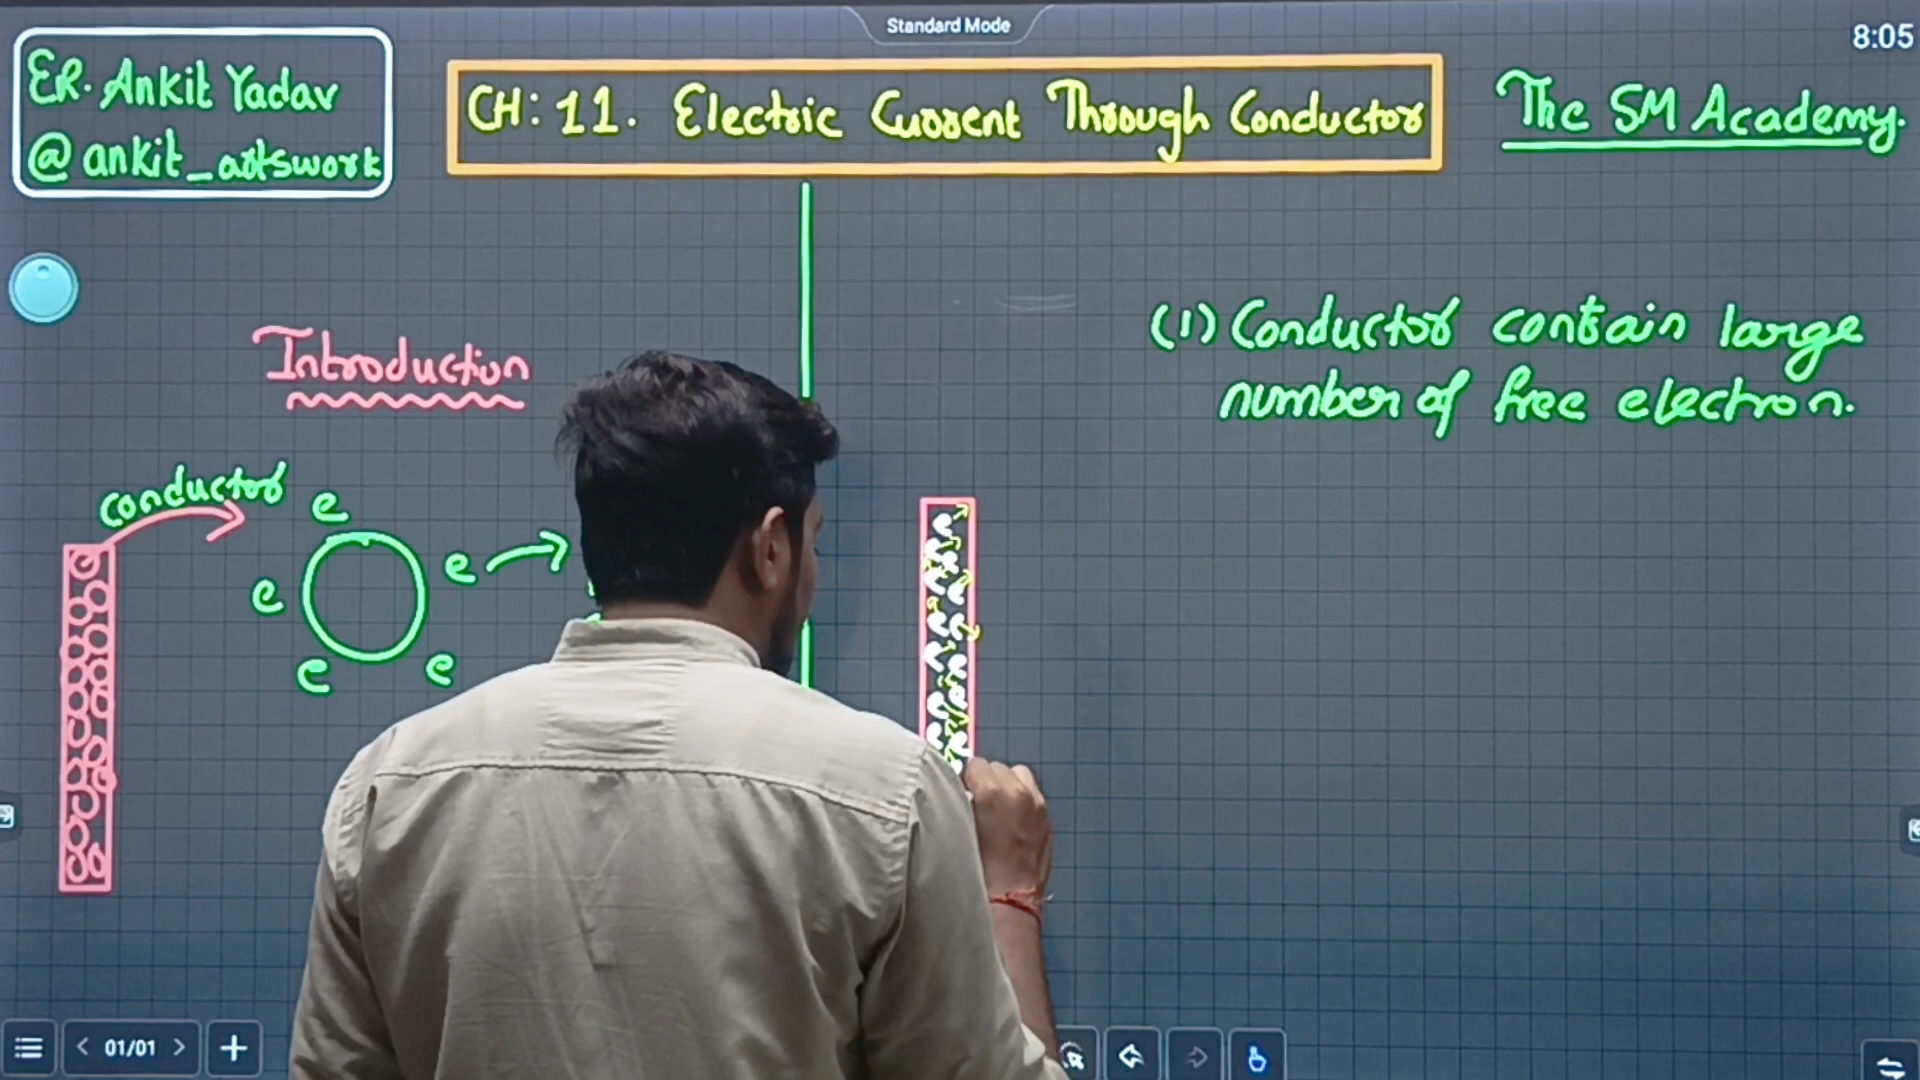 Standard Mode
8:05
ER. Ankit Yadav
@ankit_artswork
CH: 11. Electric Current Through Conductor
The SM Academy.
Introduction
(1) Conductor contain large
number of free electron.
conductor
e
e
e
e
e
01/01